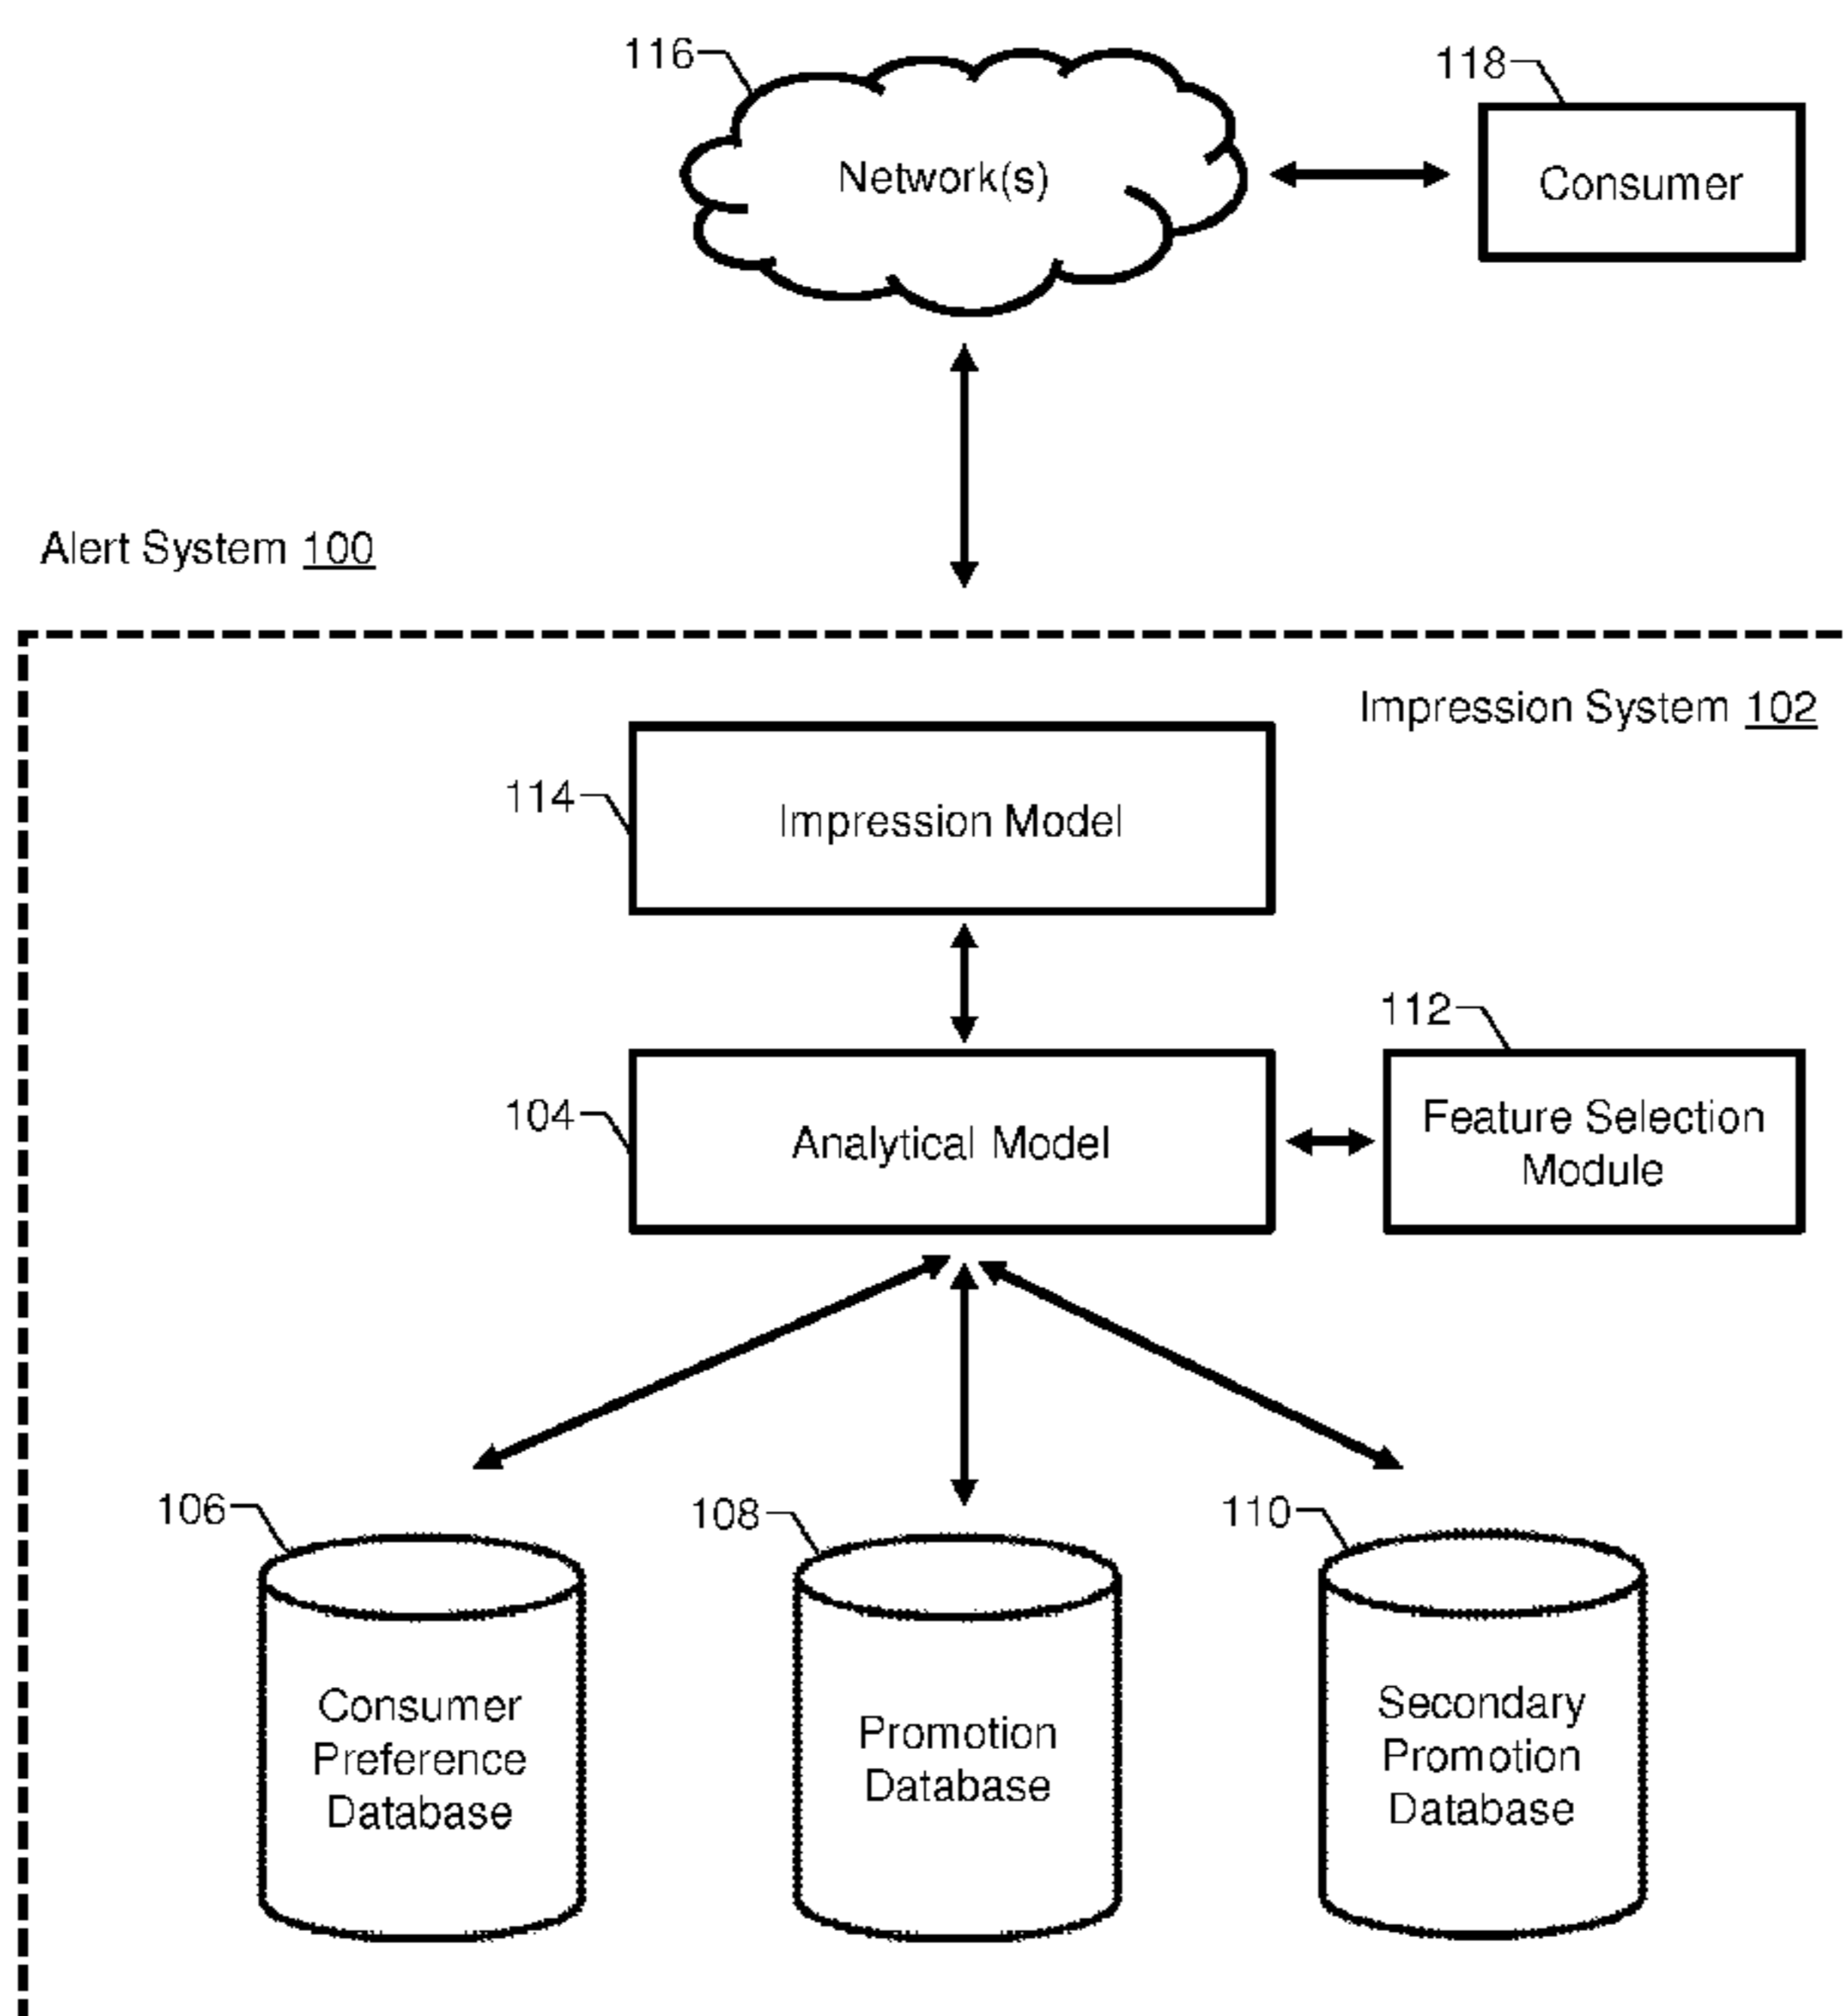 116
118
Network(s)
Consumer
Alert System 100
Impression System 102
114
Impression Model
112
104
Analytical Model
Feature Selection
Module
106
108
110
Consumer
Preference
Database
Promotion
Database
Secondary
Promotion
Database